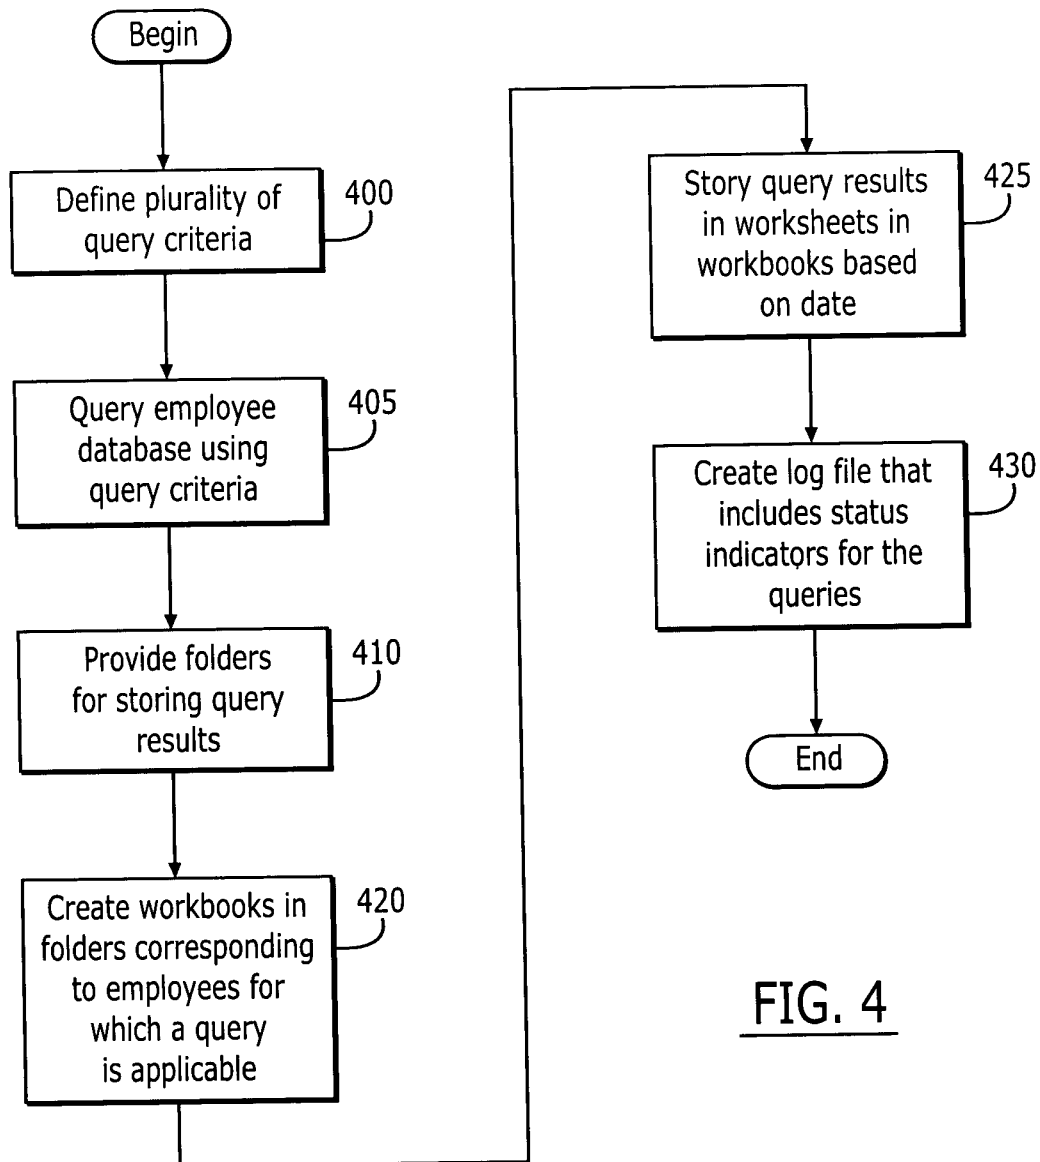 Begin
Define plurality of
query criteria
400
Query employee
database using
query criteria
405
Provide folders
for storing query
results
410
Create workbooks in
folders corresponding
to employees for
which a query
is applicable
420
Story query results
in worksheets in
workbooks based
on date
425
Create log file that
includes status
indicators for the
queries
430
End
FIG. 4